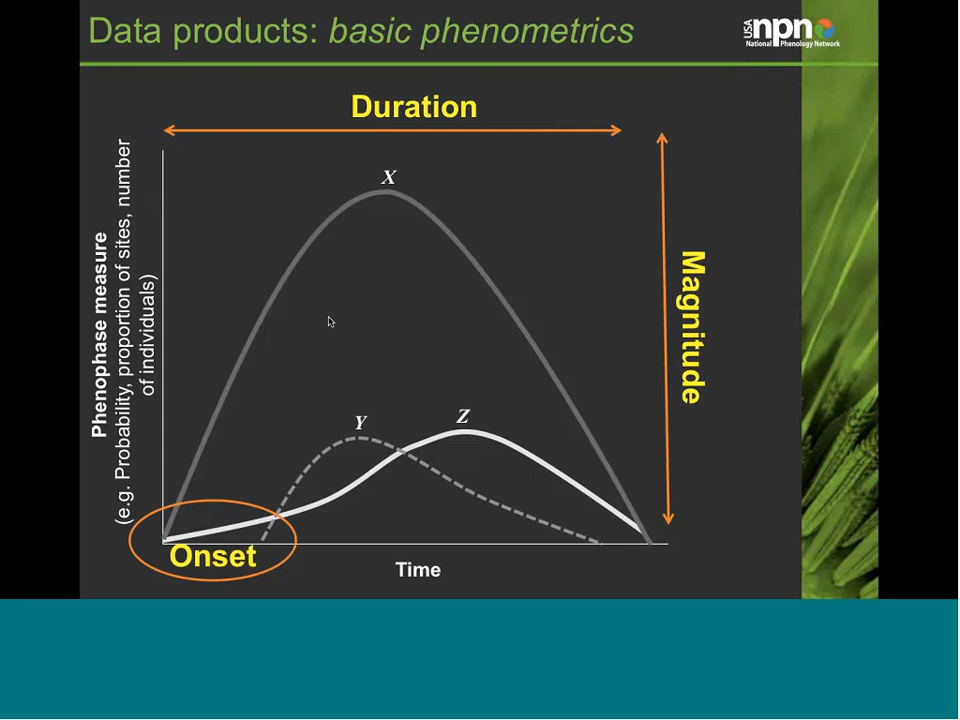 Data products: basic phenometrics
USA
npn
National Phenology Network
Duration
X
Phenophase measure
(e.g. Probability, proportion of sites, number
of individuals)
Magnitude
Y
Z
Onset
Time